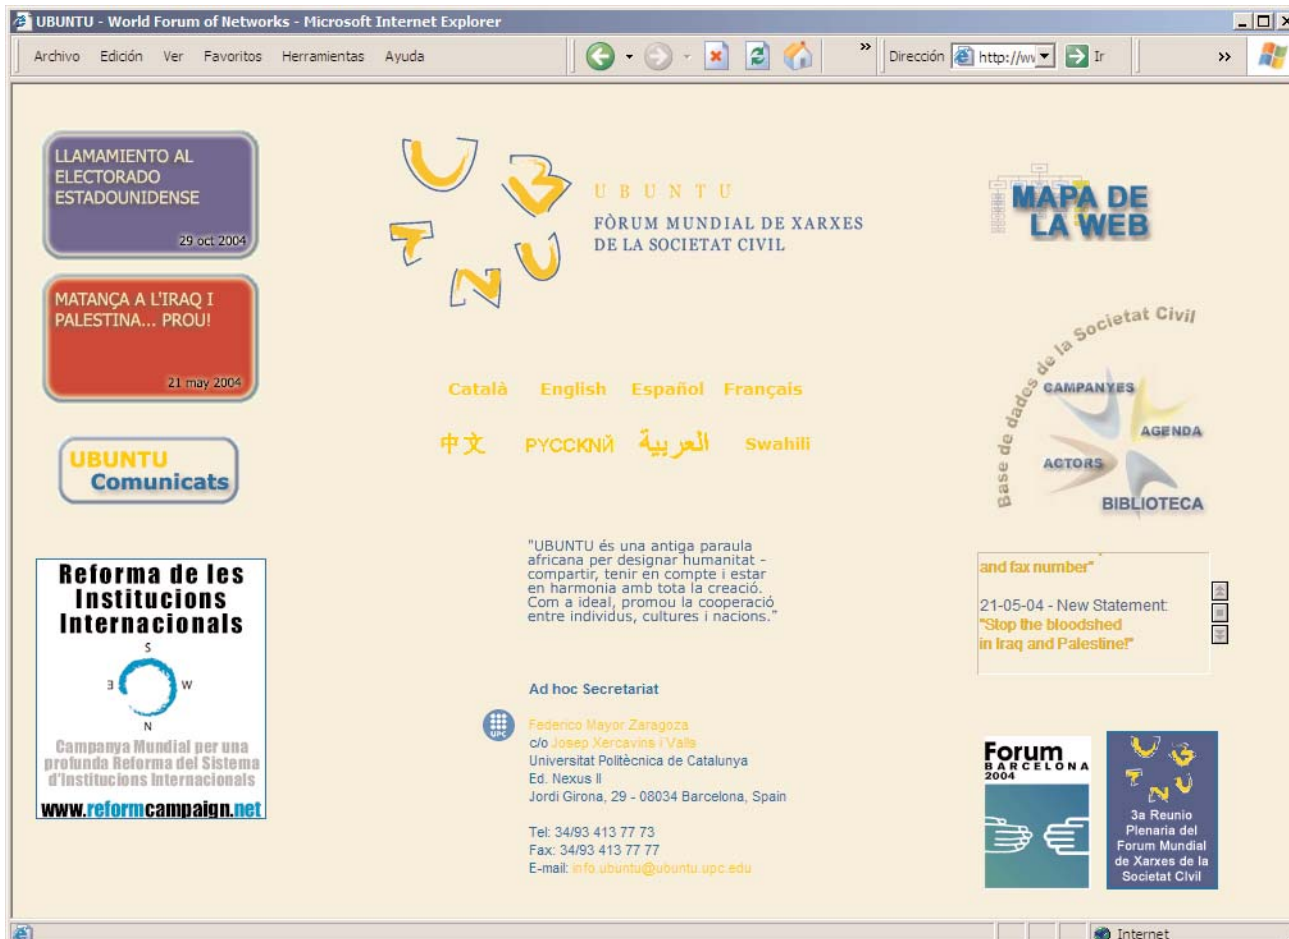 UBUNTU - World Forum of Networks - Microsoft Internet Explorer
Archivo Edición Ver Favoritos Herramientas Ayuda » Dirección http://w Ir »
LLAMAMIENTO AL
ELECTORADO
ESTADOUNIDENSE
29 oct 2004
MATANÇA A L'IRAQ I
PALESTINA... PROU!
21 may 2004
UBUNTU
Comunicats
Reforma de les
Institucions
Internacionals
S
E W
N
Campanya Mundial per una
profunda Reforma del Sistema
d'Institucions Internacionals
www.reformcampaign.net
U B
T N U
U B U N T U
FÒRUM MUNDIAL DE XARXES
DE LA SOCIETAT CIVIL
Català English Español Français
中文 РУССКNЙ العربية Swahili
"UBUNTU és una antiga paraula
africana per designar humanitat -
compartir, tenir en compte i estar
en harmonia amb tota la creació.
Com a ideal, promou la cooperació
entre individus, cultures i nacions."
Ad hoc Secretariat
UPC
Federico Mayor Zaragoza
c/o Josep Xercavins i Valls
Universitat Politècnica de Catalunya
Ed. Nexus II
Jordi Girona, 29 - 08034 Barcelona, Spain
Tel: 34/93 413 77 73
Fax: 34/93 413 77 77
E-mail: info.ubuntu@ubuntu.upc.edu
MAPA DE
LA WEB
Base de dades de la Societat Civil
CAMPANYES
AGENDA
ACTORS
BIBLIOTECA
and fax number"
21-05-04 - New Statement:
"Stop the bloodshed
in Iraq and Palestine!"
Forum
BARCELONA
2004
U B
T N U
3a Reunio
Plenaria del
Forum Mundial
de Xarxes de la
Societat CIvil
Internet